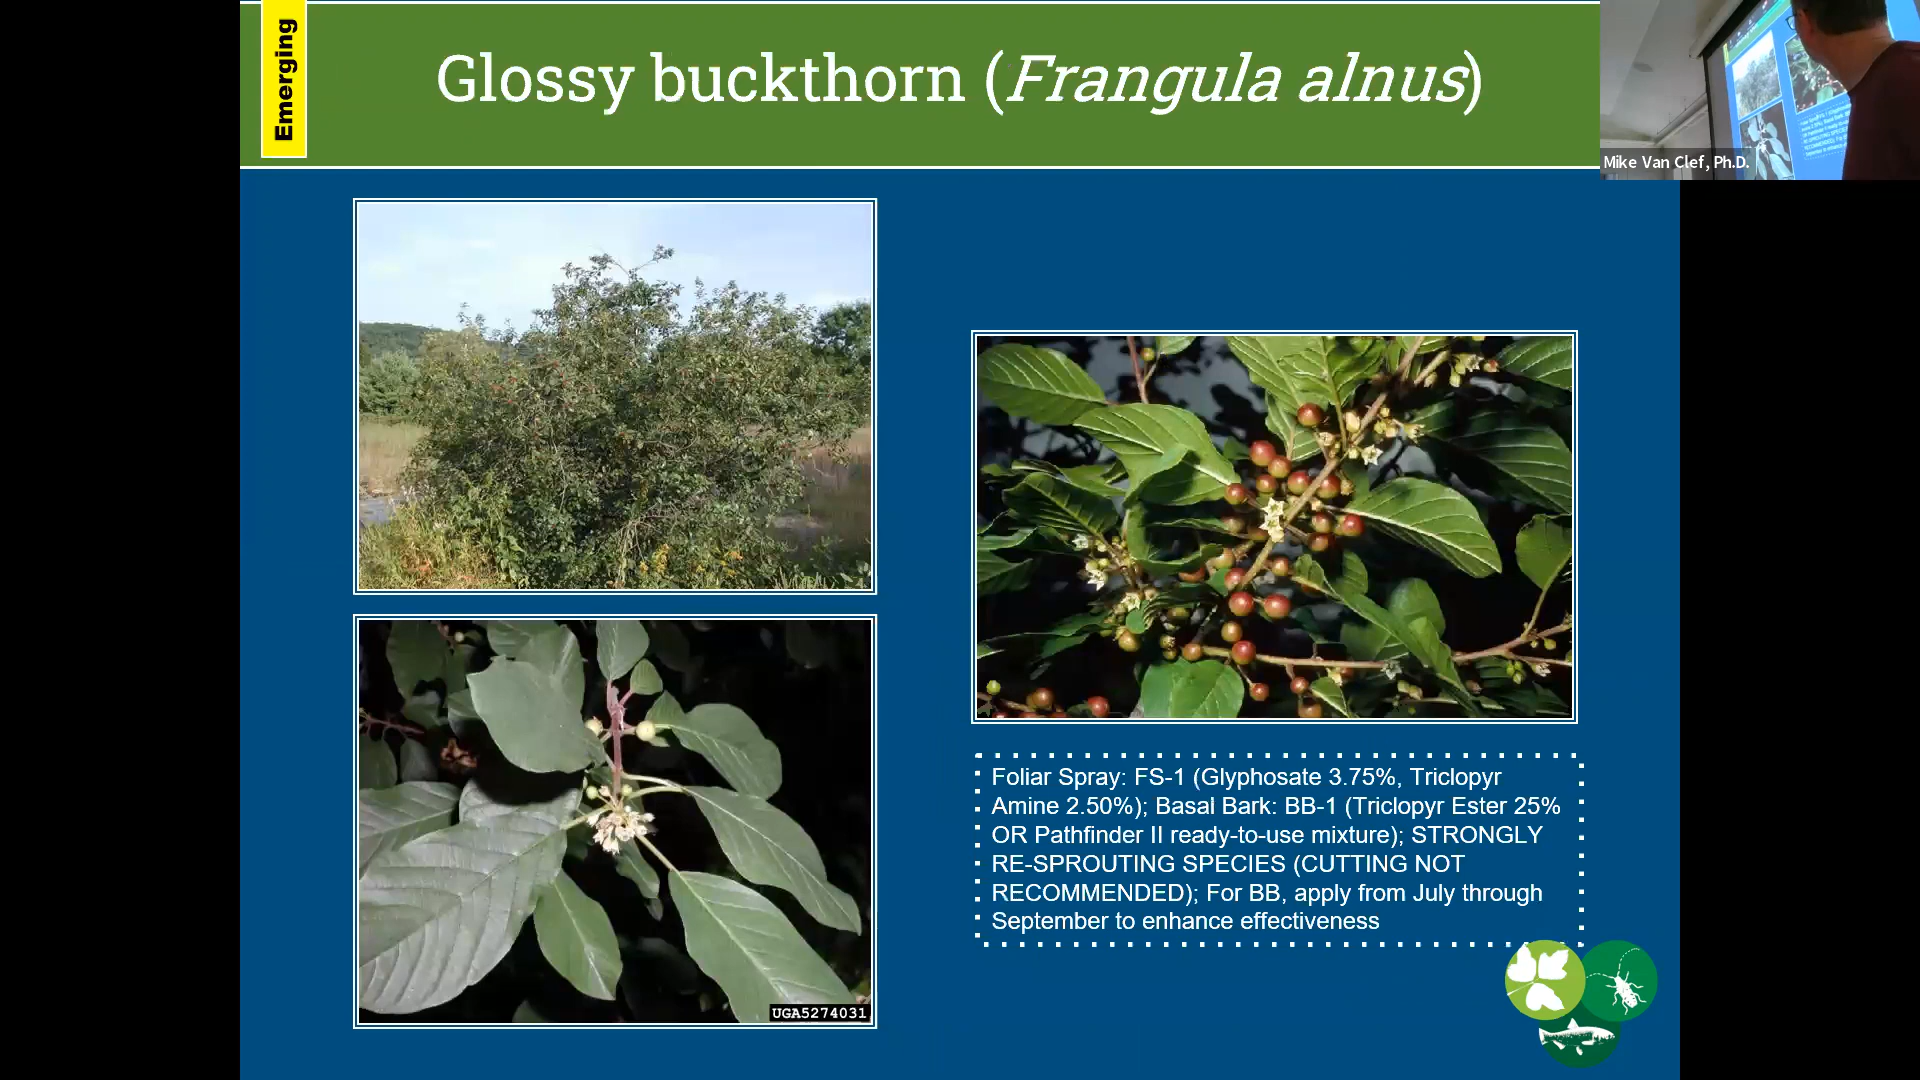 Emerging
Glossy buckthorn (Frangula alnus)
Mike Van Clef, Ph.D.
UGA5274031
Foliar Spray: FS-1 (Glyphosate 3.75%, Triclopyr
Amine 2.50%); Basal Bark: BB-1 (Triclopyr Ester 25%
OR Pathfinder II ready-to-use mixture); STRONGLY
RE-SPROUTING SPECIES (CUTTING NOT
RECOMMENDED); For BB, apply from July through
September to enhance effectiveness